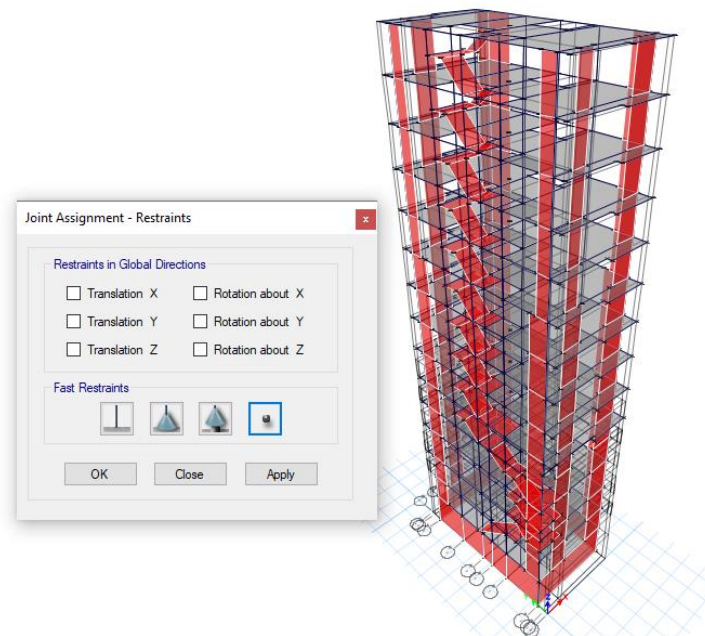 Joint Assignment - Restraints
x
Restraints in Global Directions
Translation X Rotation about X
Translation Y Rotation about Y
Translation Z Rotation about Z
Fast Restraints
OK Close Apply
Z
X